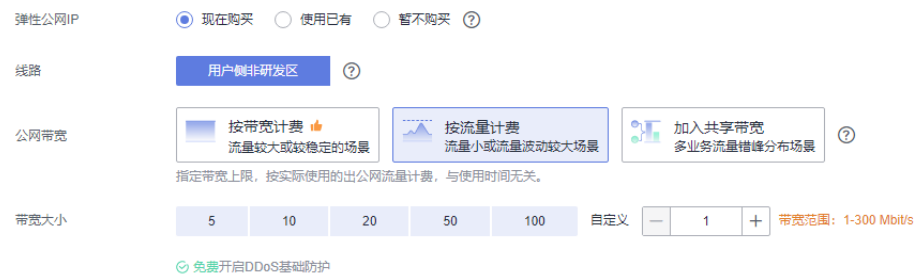 弹性公网IP 现在购买 使用已有 暂不购买 ?
线路 用户侧非研发区 ?
公网带宽 按带宽计费 流量较大或较稳定的场景 按流量计费 流量小或流量波动较大场景 加入共享带宽 多业务流量错峰分布场景 ?
指定带宽上限，按实际使用的出公网流量计费，与使用时间无关。
带宽大小 5 10 20 50 100 自定义 — 1 + 带宽范围：1-300 Mbit/s
免费开启DDoS基础防护